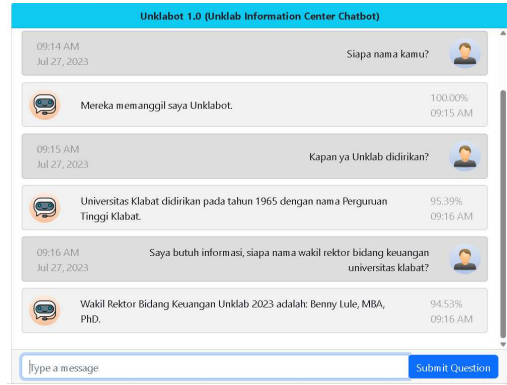 Unklabot 1.0 (Unklab Information Center Chatbot)
09:14 AM
Jul 27, 2023
Siapa nama kamu?
Mereka memanggil saya Unklabot.
100.00%
09:15 AM
09:15 AM
Jul 27, 2023
Kapan ya Unklab didirikan?
Universitas Klabat didirikan pada tahun 1965 dengan nama Perguruan
Tinggi Klabat.
95.39%
09:16 AM
09:16 AM
Jul 27, 2023
Saya butuh informasi, siapa nama wakil rektor bidang keuangan
universitas klabat?
Wakil Rektor Bidang Keuangan Unklab 2023 adalah: Benny Lule, MBA,
PhD.
94.53%
09:16 AM
Type a message
Submit Question